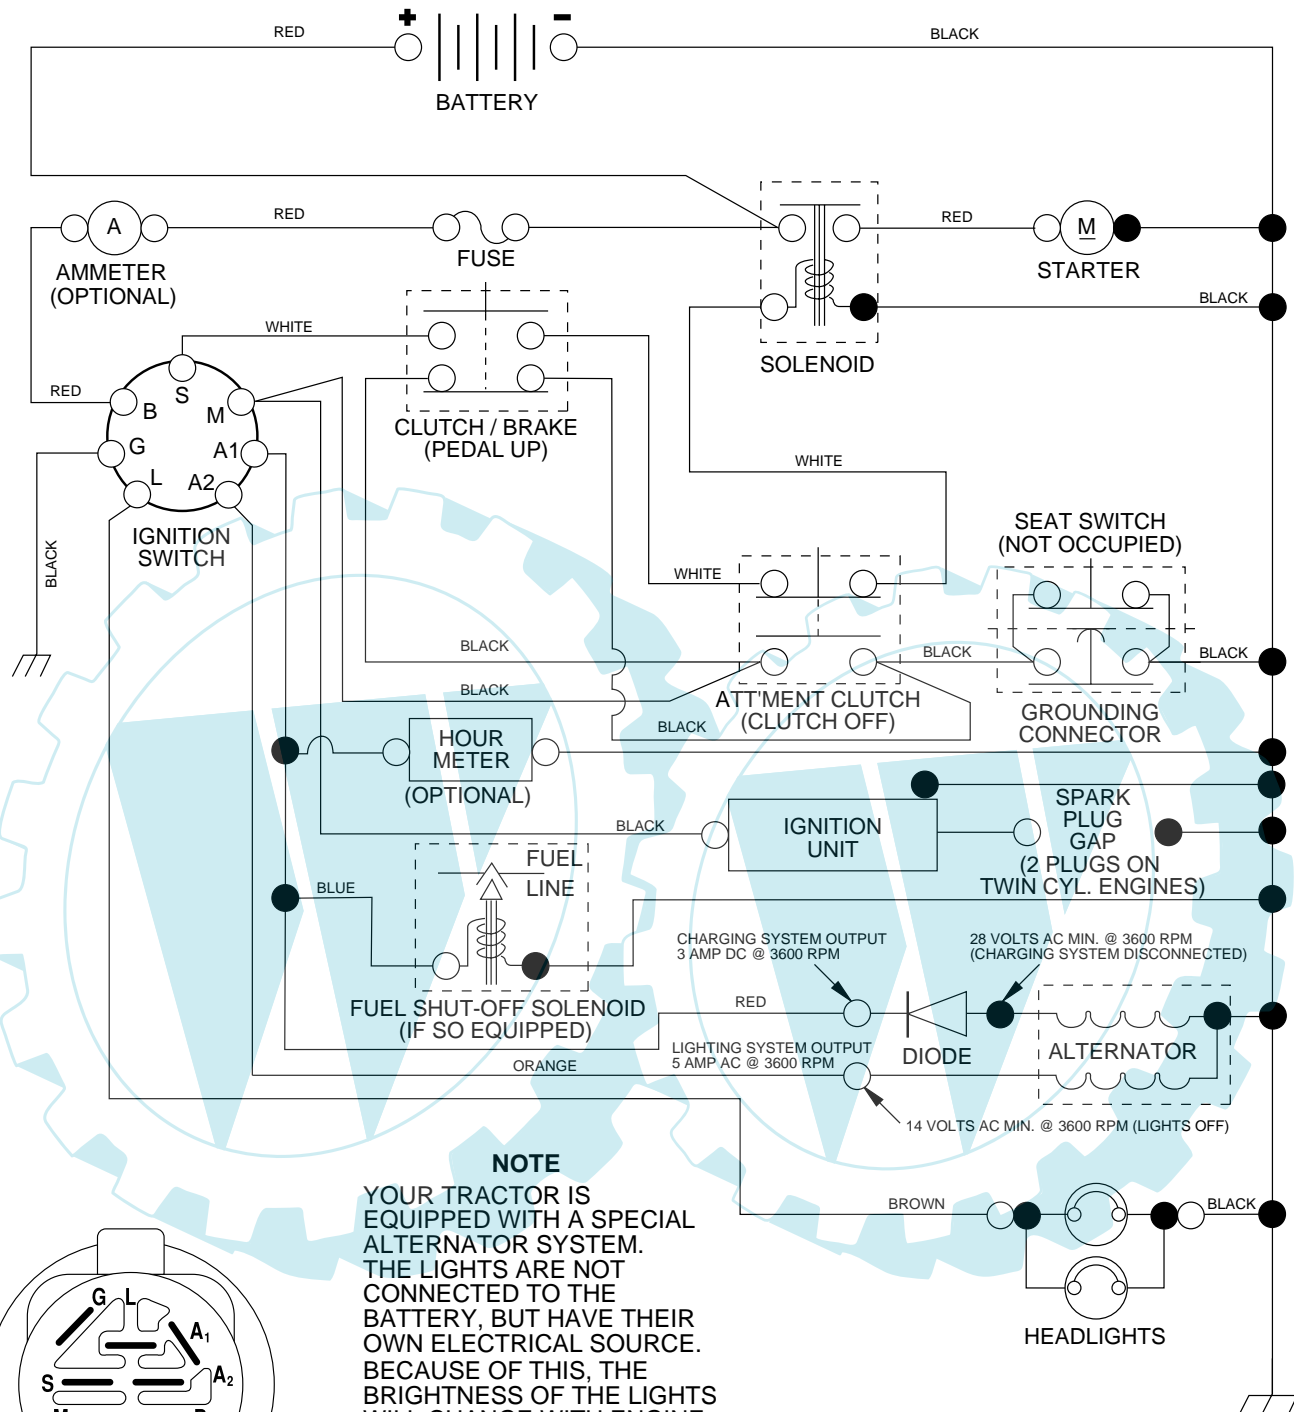 RED
+
-
BLACK
BATTERY
A
RED
RED
M
AMMETER
(OPTIONAL)
FUSE
STARTER
BLACK
WHITE
SOLENOID
RED
S
B
M
G
A1
L
A2
CLUTCH / BRAKE
(PEDAL UP)
WHITE
IGNITION
SWITCH
BLACK
SEAT SWITCH
(NOT OCCUPIED)
WHITE
BLACK
BLACK
BLACK
BLACK
ATT'MENT CLUTCH
(CLUTCH OFF)
GROUNDING
CONNECTOR
BLACK
HOUR
METER
(OPTIONAL)
BLACK
IGNITION
UNIT
SPARK
PLUG
GAP
(2 PLUGS ON
TWIN CYL. ENGINES)
FUEL
LINE
BLUE
CHARGING SYSTEM OUTPUT
3 AMP DC @ 3600 RPM
28 VOLTS AC MIN. @ 3600 RPM
(CHARGING SYSTEM DISCONNECTED)
FUEL SHUT-OFF SOLENOID
(IF SO EQUIPPED)
RED
DIODE
ALTERNATOR
ORANGE
LIGHTING SYSTEM OUTPUT
5 AMP AC @ 3600 RPM
14 VOLTS AC MIN. @ 3600 RPM (LIGHTS OFF)
NOTE
YOUR TRACTOR IS
EQUIPPED WITH A SPECIAL
ALTERNATOR SYSTEM.
THE LIGHTS ARE NOT
CONNECTED TO THE
BATTERY, BUT HAVE THEIR
OWN ELECTRICAL SOURCE.
BECAUSE OF THIS, THE
BRIGHTNESS OF THE LIGHTS
WILL CHANGE WITH ENGINE
BROWN
BLACK
HEADLIGHTS
G
L
A1
S
A2
M
B